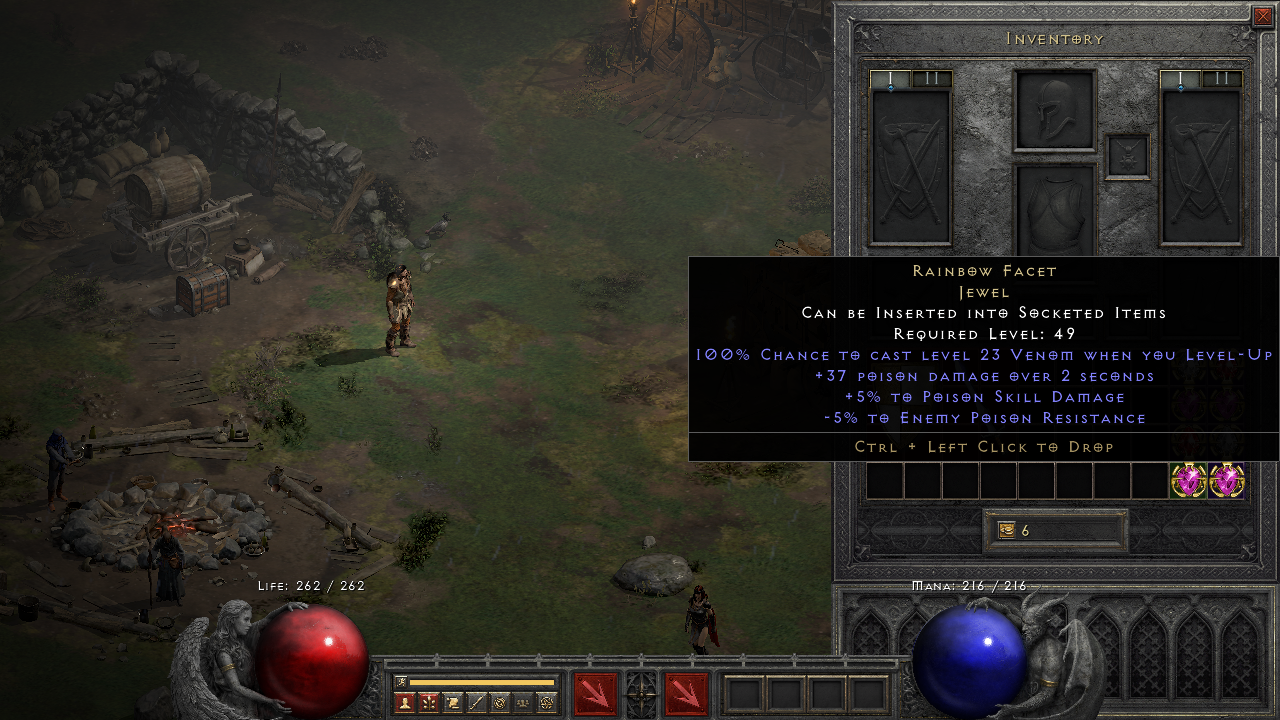 Inventory
I II
I II
Rainbow Facet
Jewel
Can be Inserted into Socketed Items
Required Level: 49
100% Chance to cast level 23 Venom when you Level-Up
+37 poison damage over 2 seconds
+5% to Poison Skill Damage
-5% to Enemy Poison Resistance
Ctrl + Left Click to Drop
6
Life: 262 / 262
Mana: 216 / 216